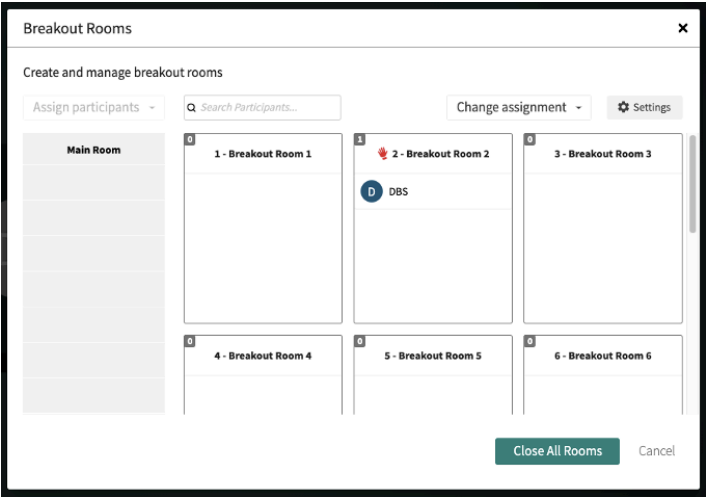 Breakout Rooms
Create and manage breakout rooms
Assign participants
Search Participants...
Change assignment
Settings
Main Room
0
1 - Breakout Room 1
1
2 - Breakout Room 2
D DBS
0
3 - Breakout Room 3
0
4 - Breakout Room 4
0
5 - Breakout Room 5
0
6 - Breakout Room 6
Close All Rooms
Cancel